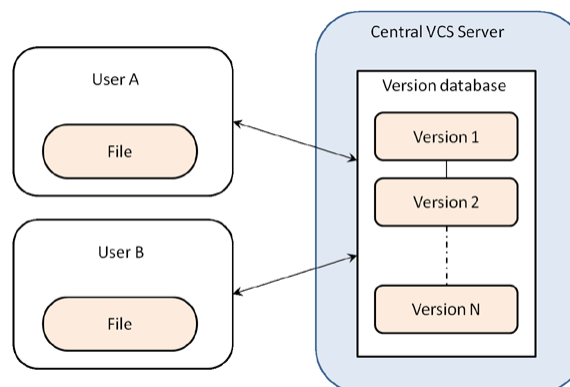 Central VCS Server
User A
File
Version database
Version 1
Version 2
User B
File
Version N